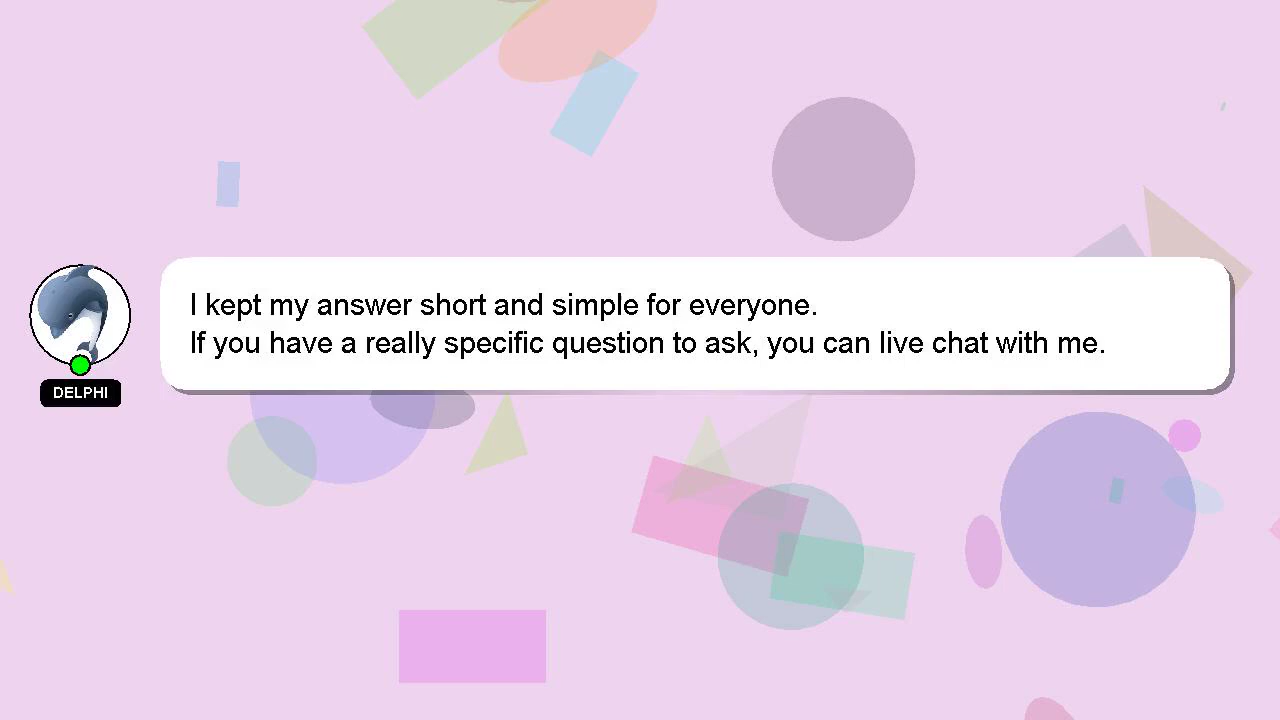 I kept my answer short and simple for everyone.
If you have a really specific question to ask, you can live chat with me.
DELPHI